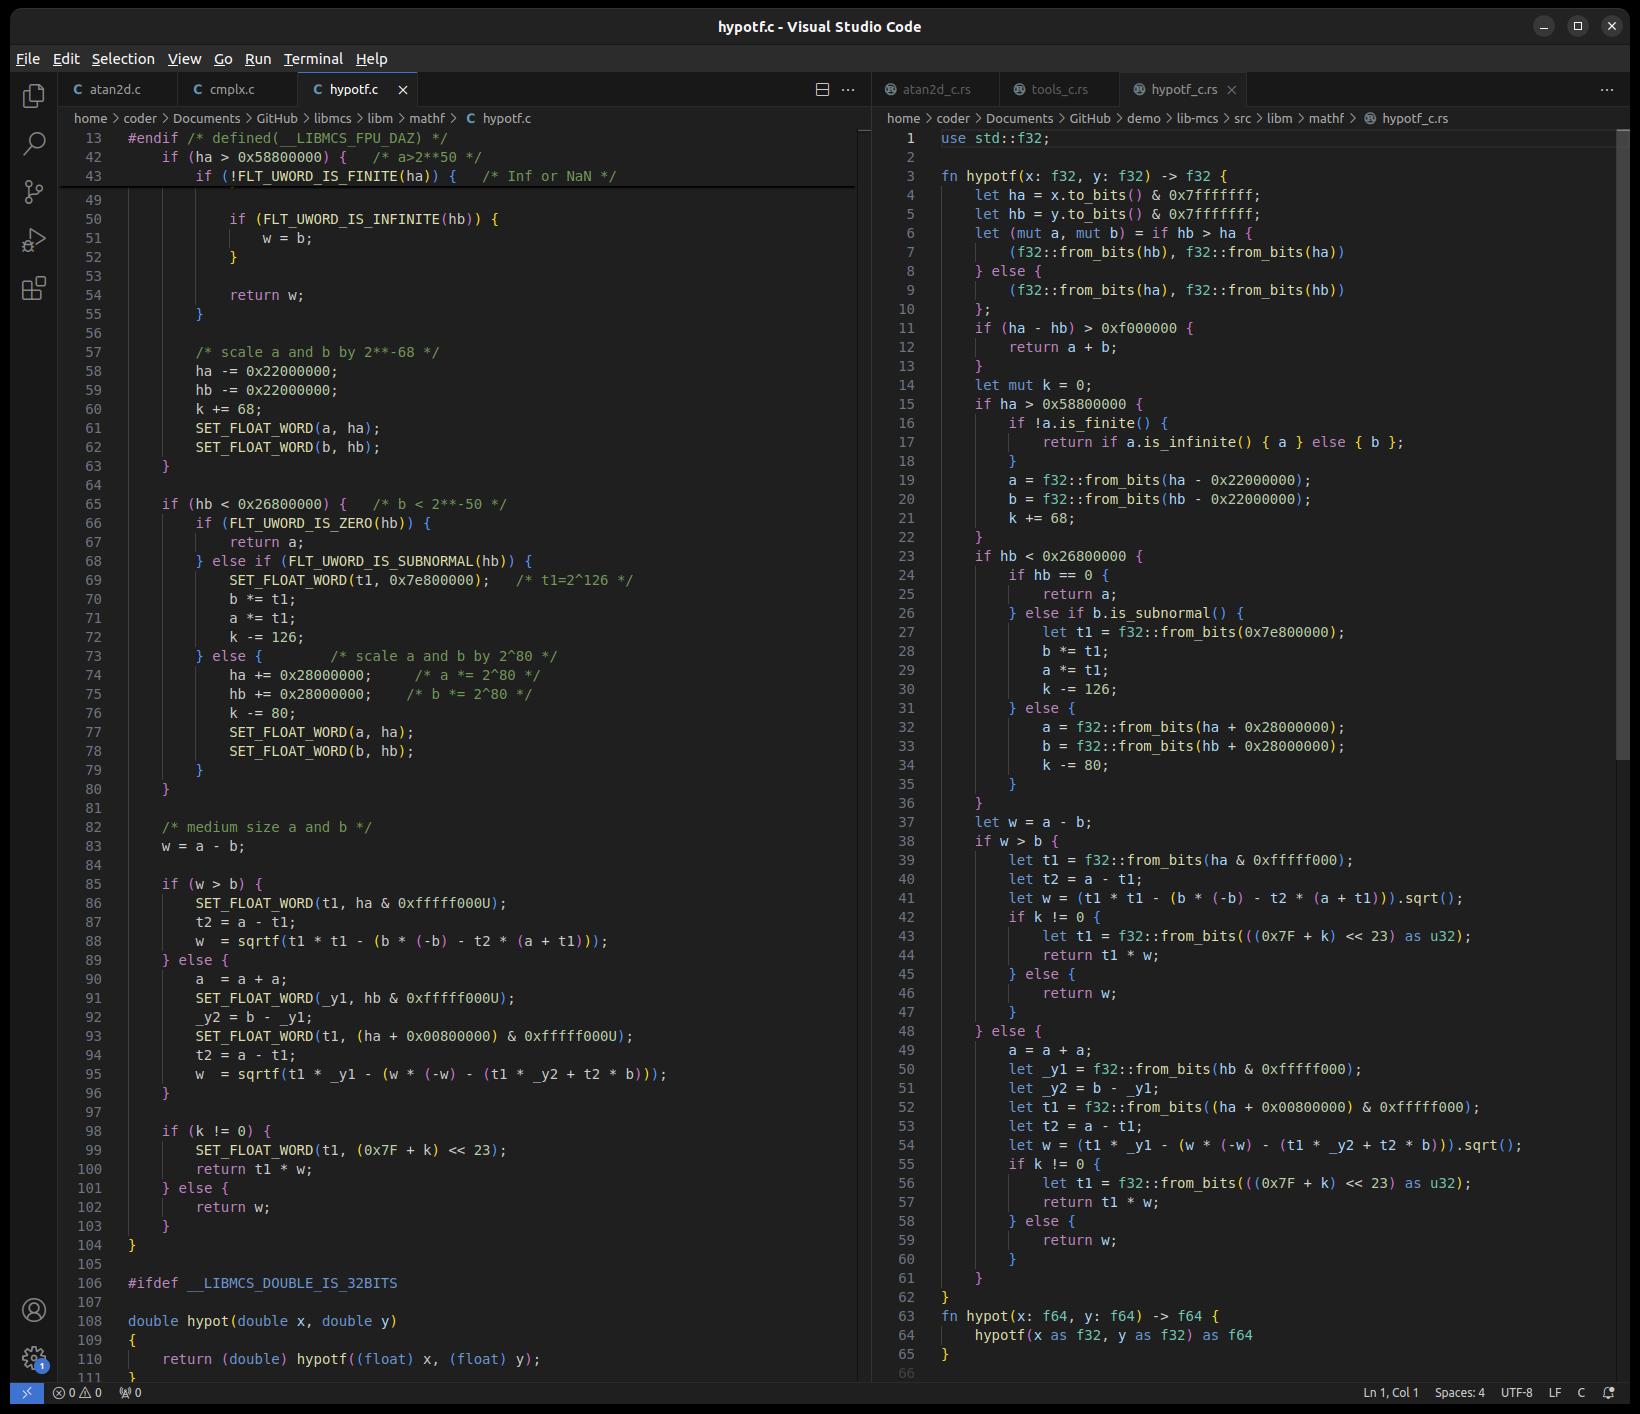 hypotf.c - Visual Studio Code
File Edit Selection View Go Run Terminal Help
atan2d.c cmplx.c hypotf.c
home > coder > Documents > GitHub > libmcs > libm > mathf > hypotf.c
13 #endif /* defined(__LIBMCS_FPU_DAZ) */
42 if (ha > 0x58800000) { /* a>2**50 */
43 if (!FLT_UWORD_IS_FINITE(ha)) { /* Inf or NaN */
49
50 if (FLT_UWORD_IS_INFINITE(hb)) {
51 w = b;
52 }
53
54 return w;
55 }
56
57 /* scale a and b by 2**-68 */
58 ha -= 0x22000000;
59 hb -= 0x22000000;
60 k += 68;
61 SET_FLOAT_WORD(a, ha);
62 SET_FLOAT_WORD(b, hb);
63 }
64
65 if (hb < 0x26800000) { /* b < 2**-50 */
66 if (FLT_UWORD_IS_ZERO(hb)) {
67 return a;
68 } else if (FLT_UWORD_IS_SUBNORMAL(hb)) {
69 SET_FLOAT_WORD(t1, 0x7e800000); /* t1=2^126 */
70 b *= t1;
71 a *= t1;
72 k -= 126;
73 } else { /* scale a and b by 2^80 */
74 ha += 0x28000000; /* a *= 2^80 */
75 hb += 0x28000000; /* b *= 2^80 */
76 k -= 80;
77 SET_FLOAT_WORD(a, ha);
78 SET_FLOAT_WORD(b, hb);
79 }
80 }
81
82 /* medium size a and b */
83 w = a - b;
84
85 if (w > b) {
86 SET_FLOAT_WORD(t1, ha & 0xfffff000U);
87 t2 = a - t1;
88 w  = sqrtf(t1 * t1 - (b * (-b) - t2 * (a + t1)));
89 } else {
90 a  = a + a;
91 SET_FLOAT_WORD(_y1, hb & 0xfffff000U);
92 _y2 = b - _y1;
93 SET_FLOAT_WORD(t1, (ha + 0x00800000) & 0xfffff000U);
94 t2 = a - t1;
95 w  = sqrtf(t1 * _y1 - (w * (-w) - (t1 * _y2 + t2 * b)));
96 }
97
98 if (k != 0) {
99 SET_FLOAT_WORD(t1, (0x7F + k) << 23);
100 return t1 * w;
101 } else {
102 return w;
103 }
104 }
105
106 #ifdef __LIBMCS_DOUBLE_IS_32BITS
107
108 double hypot(double x, double y)
109 {
110 return (double) hypotf((float) x, (float) y);
111 }
atan2d_c.rs tools_c.rs hypotf_c.rs
home > coder > Documents > GitHub > demo > lib-mcs > src > libm > mathf > hypotf_c.rs
1 use std::f32;
2
3 fn hypotf(x: f32, y: f32) -> f32 {
4 let ha = x.to_bits() & 0x7fffffff;
5 let hb = y.to_bits() & 0x7fffffff;
6 let (mut a, mut b) = if hb > ha {
7 (f32::from_bits(hb), f32::from_bits(ha))
8 } else {
9 (f32::from_bits(ha), f32::from_bits(hb))
10 };
11 if (ha - hb) > 0xf000000 {
12 return a + b;
13 }
14 let mut k = 0;
15 if ha > 0x58800000 {
16 if !a.is_finite() {
17 return if a.is_infinite() { a } else { b };
18 }
19 a = f32::from_bits(ha - 0x22000000);
20 b = f32::from_bits(hb - 0x22000000);
21 k += 68;
22 }
23 if hb < 0x26800000 {
24 if hb == 0 {
25 return a;
26 } else if b.is_subnormal() {
27 let t1 = f32::from_bits(0x7e800000);
28 b *= t1;
29 a *= t1;
30 k -= 126;
31 } else {
32 a = f32::from_bits(ha + 0x28000000);
33 b = f32::from_bits(hb + 0x28000000);
34 k -= 80;
35 }
36 }
37 let w = a - b;
38 if w > b {
39 let t1 = f32::from_bits(ha & 0xfffff000);
40 let t2 = a - t1;
41 let w = (t1 * t1 - (b * (-b) - t2 * (a + t1))).sqrt();
42 if k != 0 {
43 let t1 = f32::from_bits(((0x7F + k) << 23) as u32);
44 return t1 * w;
45 } else {
46 return w;
47 }
48 } else {
49 a = a + a;
50 let _y1 = f32::from_bits(hb & 0xfffff000);
51 let _y2 = b - _y1;
52 let t1 = f32::from_bits((ha + 0x00800000) & 0xfffff000);
53 let t2 = a - t1;
54 let w = (t1 * _y1 - (w * (-w) - (t1 * _y2 + t2 * b))).sqrt();
55 if k != 0 {
56 let t1 = f32::from_bits(((0x7F + k) << 23) as u32);
57 return t1 * w;
58 } else {
59 return w;
60 }
61 }
62 }
63 fn hypot(x: f64, y: f64) -> f64 {
64 hypotf(x as f32, y as f32) as f64
65 }
66
1
0 0 0 Ln 1, Col 1 Spaces: 4 UTF-8 LF C